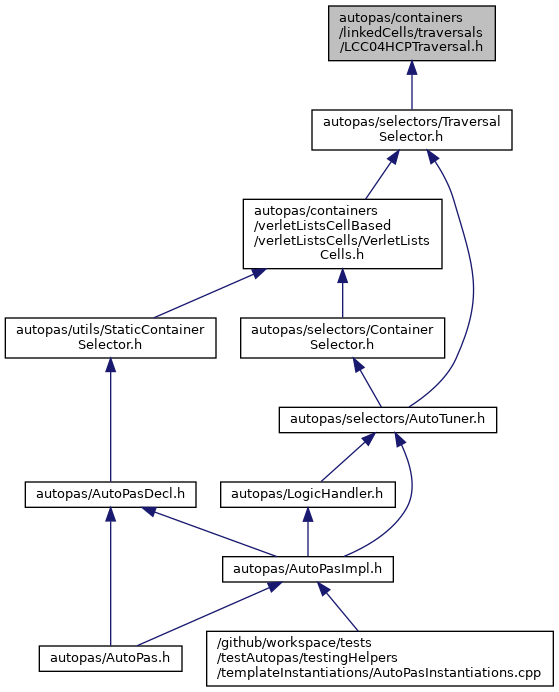 autopas/containers
/linkedCells/traversals
/LCC04HCPTraversal.h
autopas/selectors/Traversal
Selector.h
autopas/containers
/verletListsCellBased
/verletListsCells/VerletLists
Cells.h
autopas/utils/StaticContainer
Selector.h
autopas/selectors/Container
Selector.h
autopas/selectors/AutoTuner.h
autopas/AutoPasDecl.h
autopas/LogicHandler.h
autopas/AutoPasImpl.h
autopas/AutoPas.h
/github/workspace/tests
/testAutopas/testingHelpers
/templateInstantiations/AutoPasInstantiations.cpp